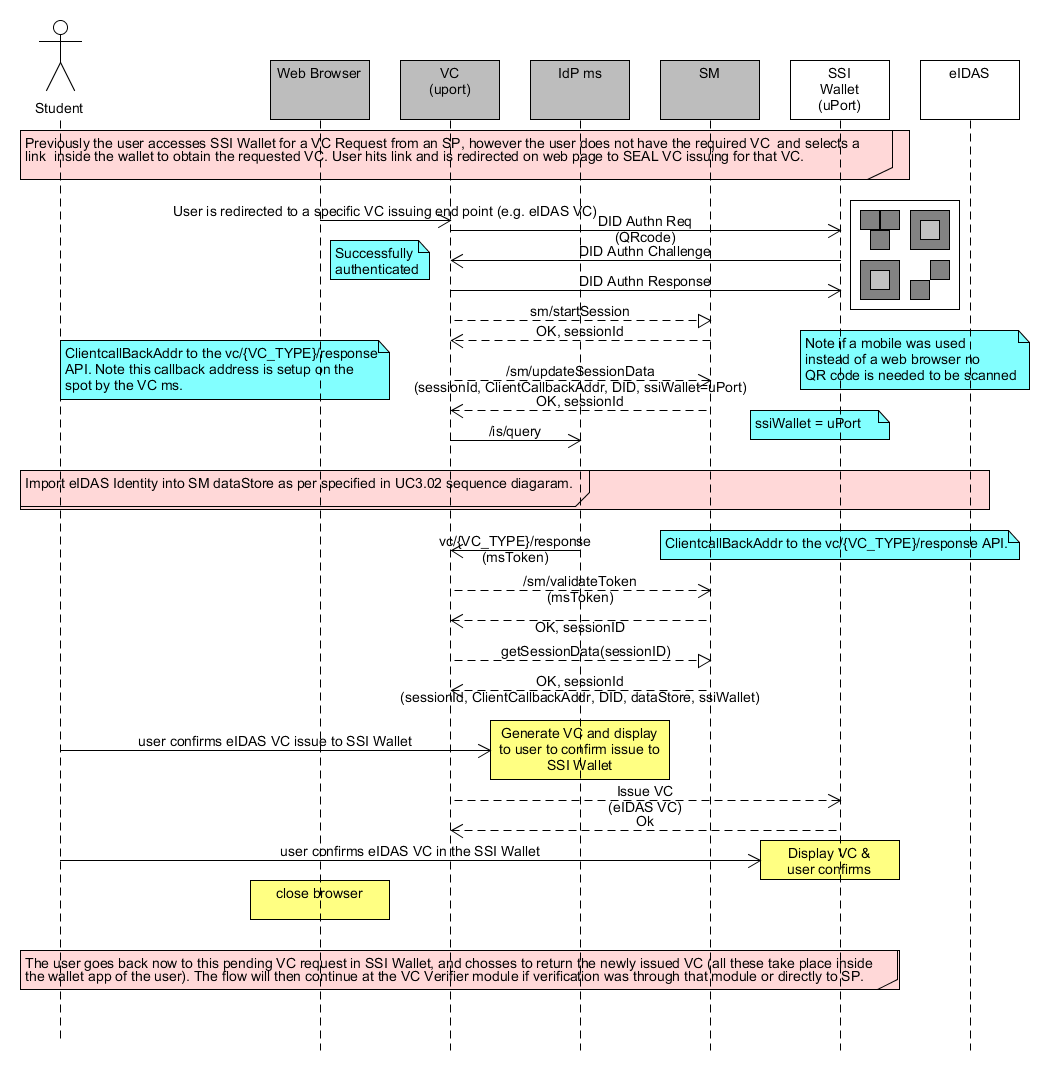 Student
Web Browser
VC
(uport)
IdP ms
SM
SSI
Wallet
(uPort)
eIDAS
Previously the user accesses SSI Wallet for a VC Request from an SP, however the user does not have the required VC and selects a
link inside the wallet to obtain the requested VC. User hits link and is redirected on web page to SEAL VC issuing for that VC.
User is redirected to a specific VC issuing end point (e.g. eIDAS VC)
DID Authn Req
(QRcode)
Successfully
authenticated
DID Authn Challenge
DID Authn Response
sm/startSession
OK, sessionId
ClientcallBackAddr to the vc/{VC_TYPE}/response
API. Note this callback address is setup on the
spot by the VC ms.
Note if a mobile was used
instead of a web browser no
QR code is needed to be scanned
/sm/updateSessionData
(sessionId, ClientCallbackAddr, DID, ssiWallet=uPort)
OK, sessionId
ssiWallet = uPort
/is/query
Import eIDAS Identity into SM dataStore as per specified in UC3.02 sequence diagaram.
vc/{VC_TYPE}/response
(msToken)
ClientcallBackAddr to the vc/{VC_TYPE}/response API.
/sm/validateToken
(msToken)
OK, sessionID
getSessionData(sessionID)
OK, sessionId
(sessionId, ClientCallbackAddr, DID, dataStore, ssiWallet)
Generate VC and display
to user to confirm issue to
SSI Wallet
user confirms eIDAS VC issue to SSI Wallet
Issue VC
(eIDAS VC)
Ok
user confirms eIDAS VC in the SSI Wallet
Display VC &
user confirms
close browser
The user goes back now to this pending VC request in SSI Wallet, and chosses to return the newly issued VC (all these take place inside
the wallet app of the user). The flow will then continue at the VC Verifier module if verification was through that module or directly to SP.